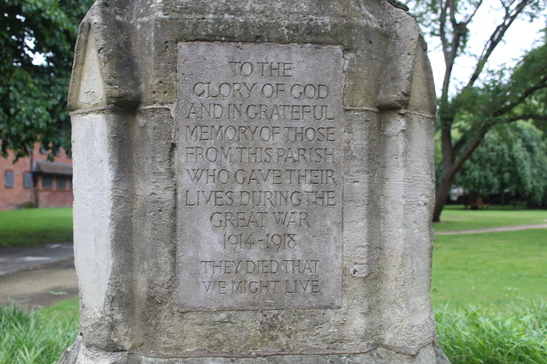 TO THE
GLORY OF GOD
AND IN GRATEFUL
MEMORY OF THOSE
FROM THIS PARISH
WHO GAVE THEIR
LIVES DURING THE
GREAT WAR
1914-1918
THEY DIED THAT
WE MIGHT LIVE